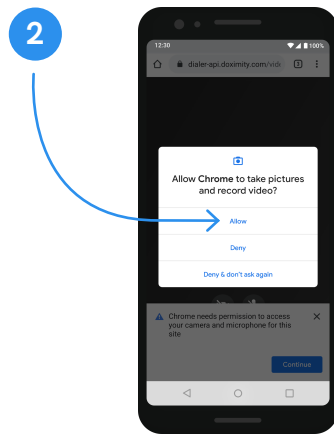 2
12:30
100%
dialer-api.doximity.com/vide
Allow Chrome to take pictures
and record video?
Allow
Deny
Deny & don't ask again
Chrome needs permission to access
your camera and microphone for this
site
Continue